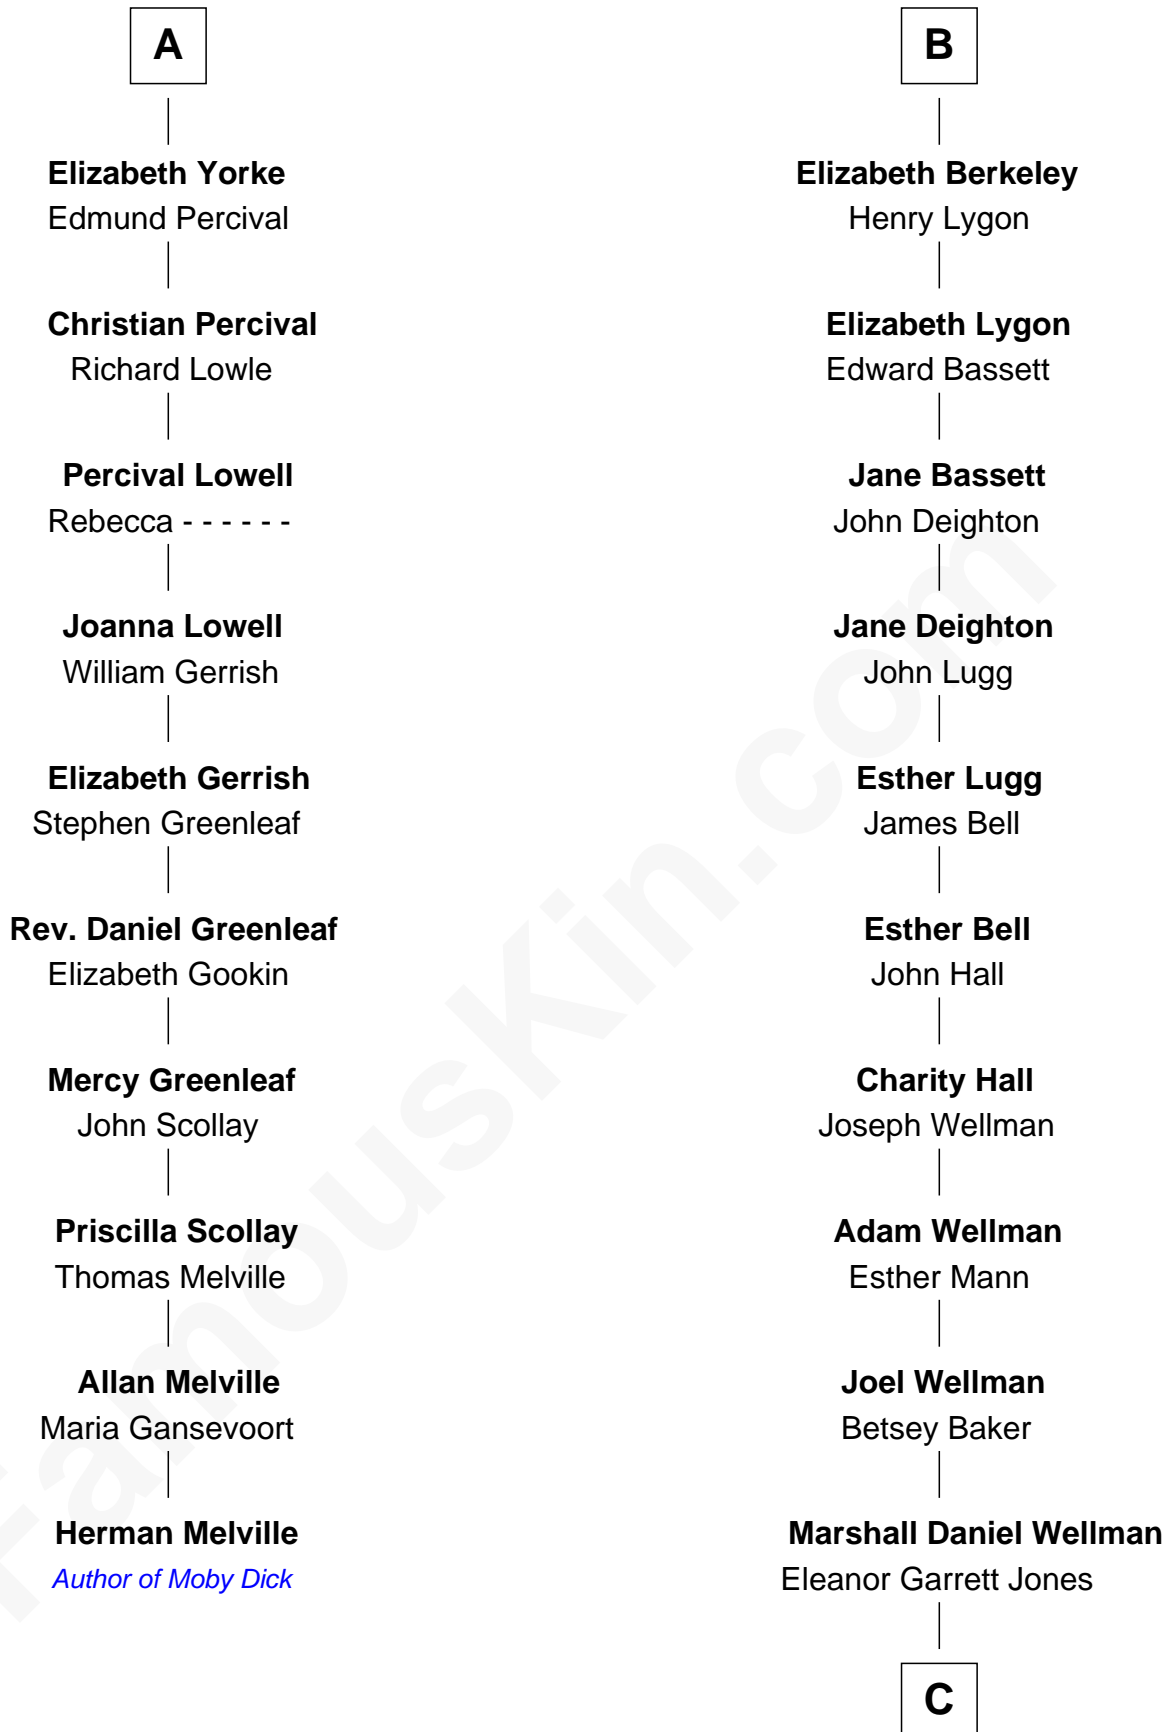 A
Elizabeth Yorke
Edmund Percival
Christian Percival
Richard Lowle
Percival Lowell
Rebecca - - - - - -
Joanna Lowell
William Gerrish
Elizabeth Gerrish
Stephen Greenleaf
Rev. Daniel Greenleaf
Elizabeth Gookin
Mercy Greenleaf
John Scollay
Priscilla Scollay
Thomas Melville
Allan Melville
Maria Gansevoort
Herman Melville
Author of Moby Dick
B
Elizabeth Berkeley
Henry Lygon
Elizabeth Lygon
Edward Bassett
Jane Bassett
John Deighton
Jane Deighton
John Lugg
Esther Lugg
James Bell
Esther Bell
John Hall
Charity Hall
Joseph Wellman
Adam Wellman
Esther Mann
Joel Wellman
Betsey Baker
Marshall Daniel Wellman
Eleanor Garrett Jones
C
FamousKin.com